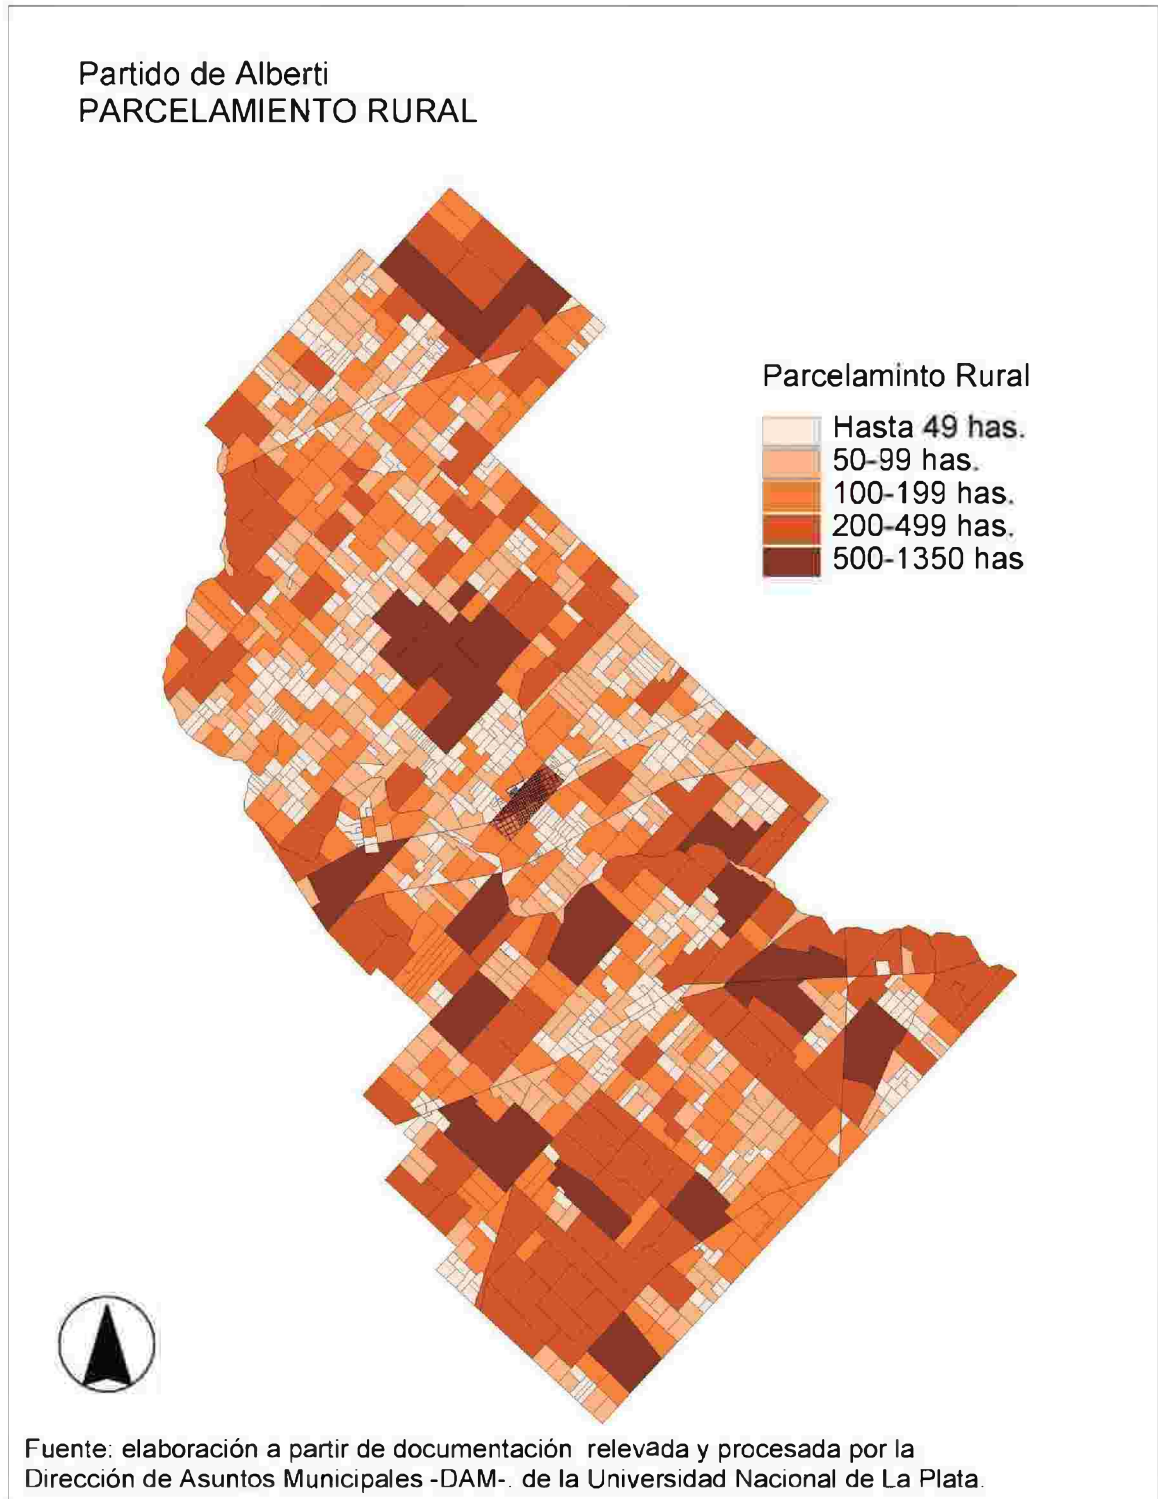 Partido de Alberti
PARCELAMIENTO RURAL
Parcelaminto Rural
Hasta 49 has.
50-99 has.
100-199 has.
200-499 has.
500-1350 has
Fuente: elaboración a partir de documentación relevada y procesada por la
Dirección de Asuntos Municipales -DAM-. de la Universidad Nacional de La Plata.